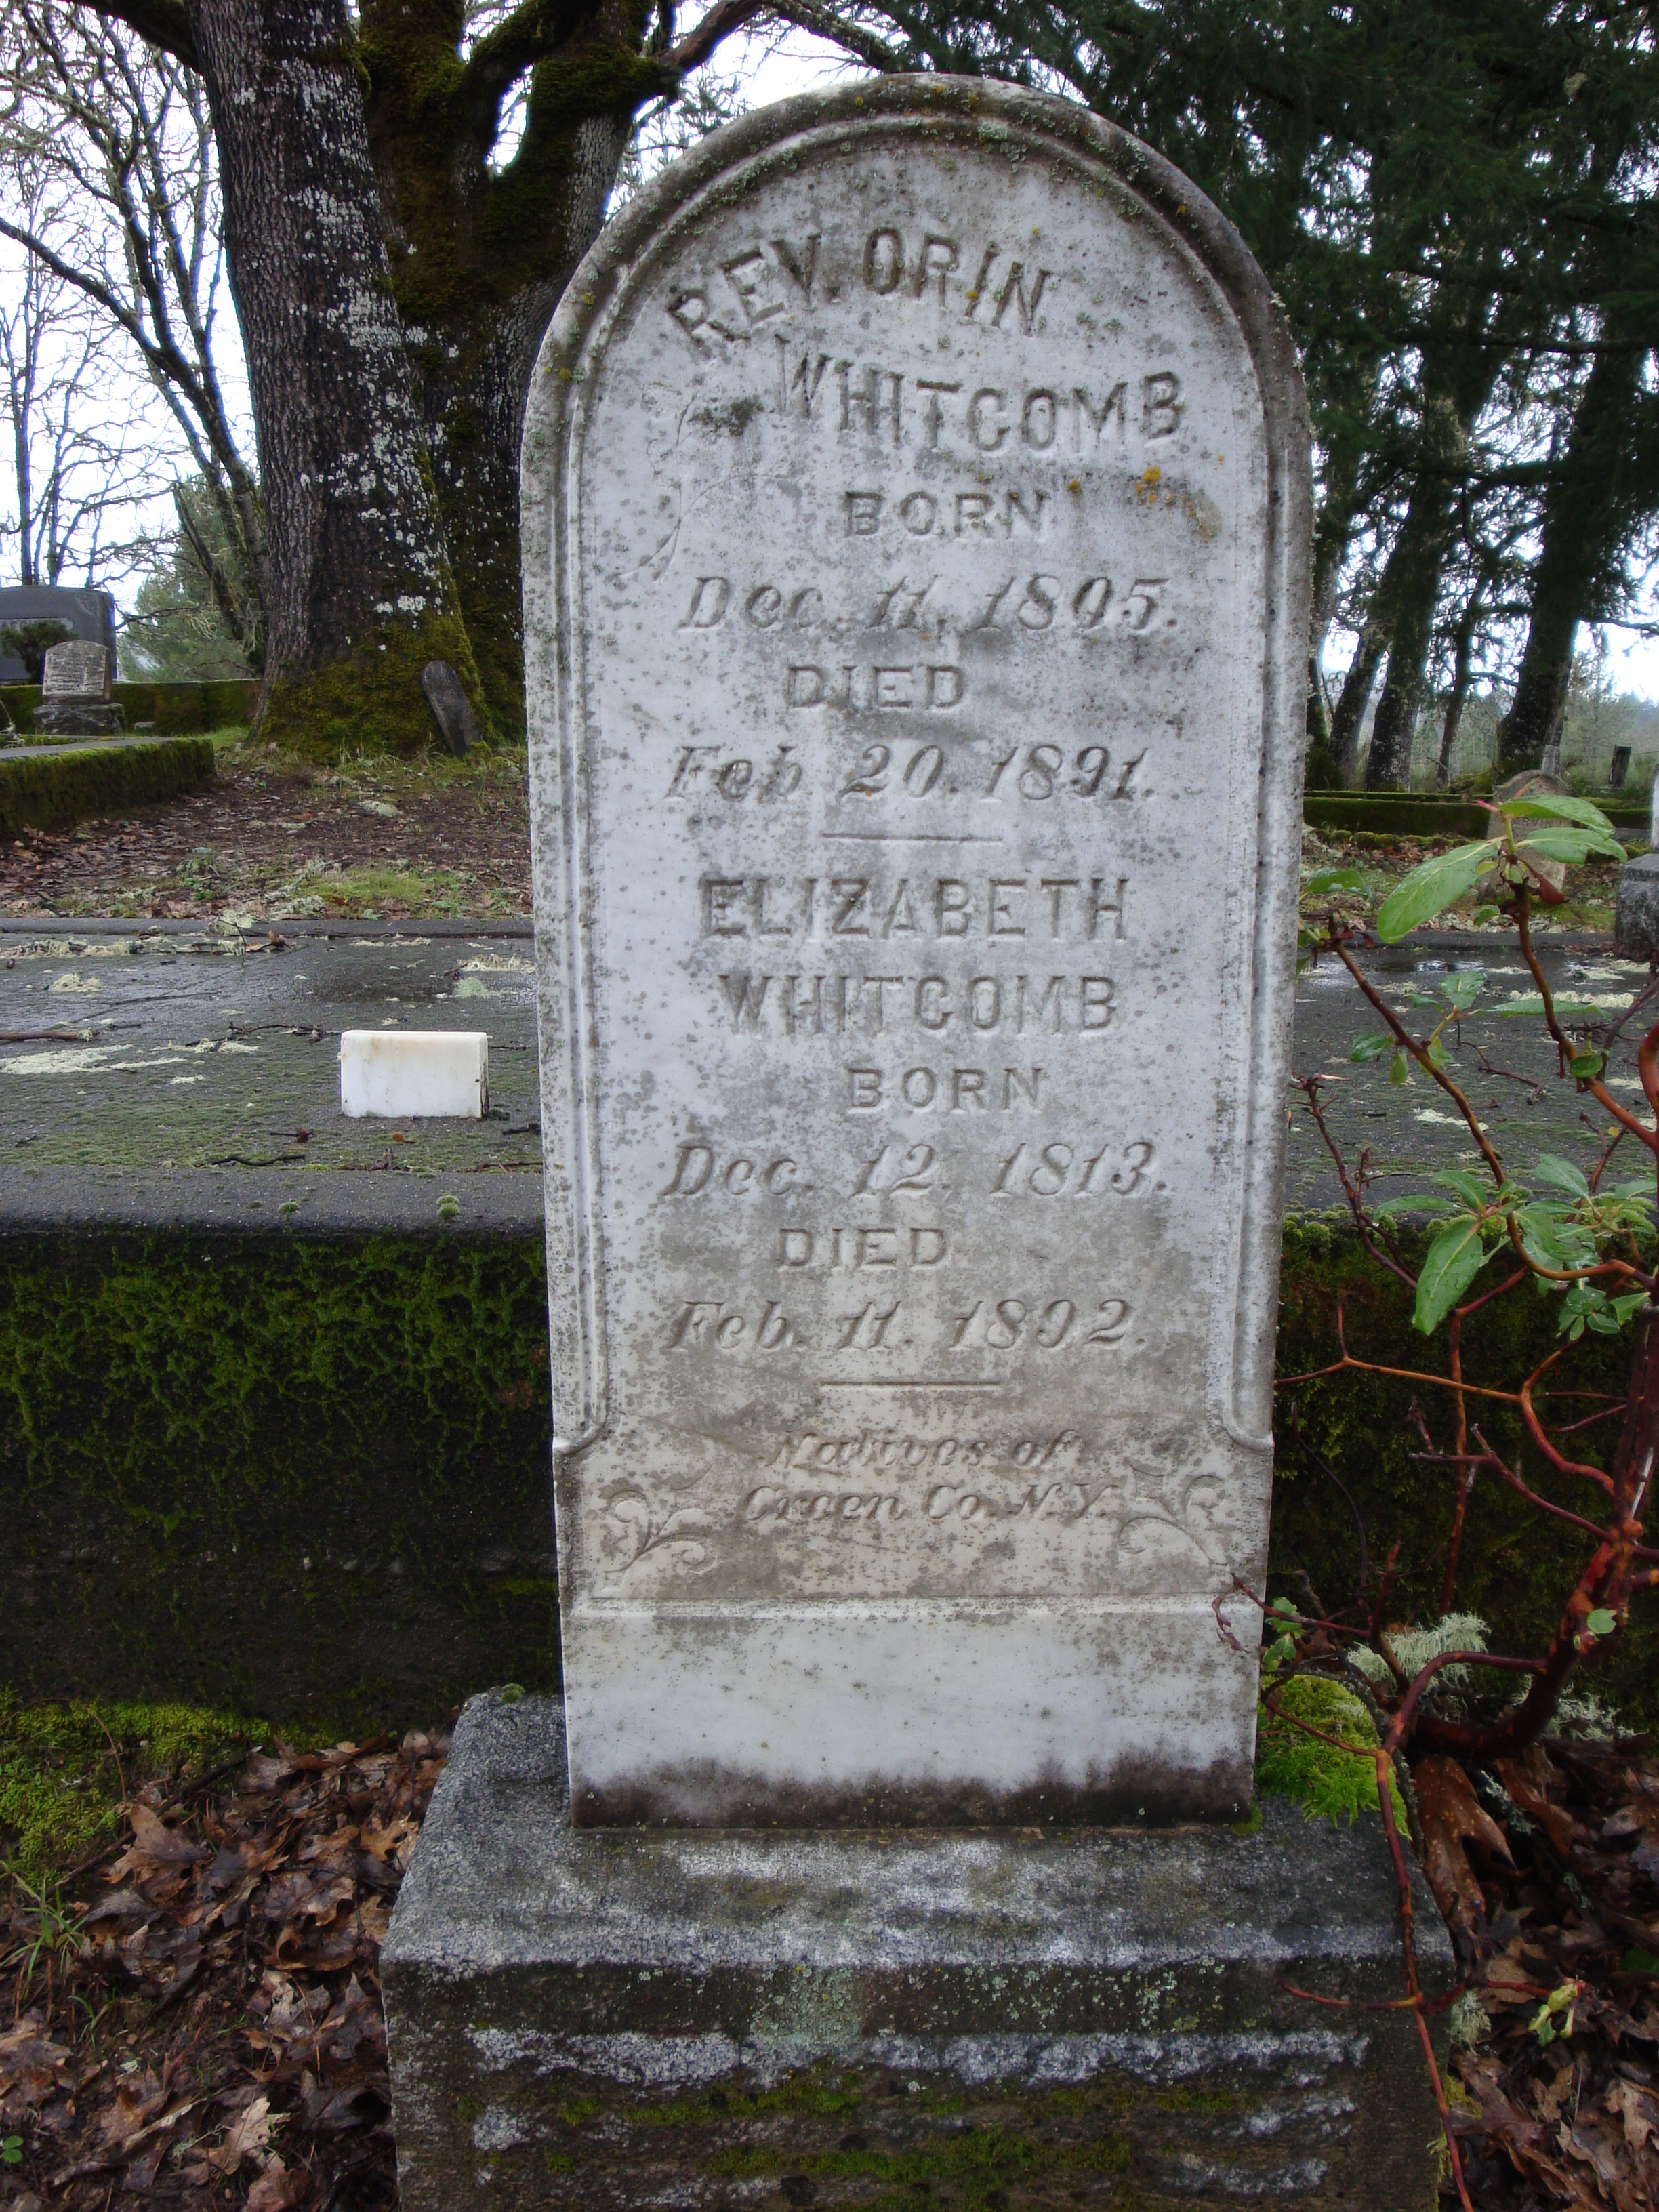 REV. ORIN
WHITCOMB
BORN
Dec. 11. 1805.
DIED
Feb 20. 1891.
ELIZABETH
WHITCOMB
BORN
Dec. 12. 1813.
DIED
Feb. 11. 1892.
Natives of
Green Co. N.Y.